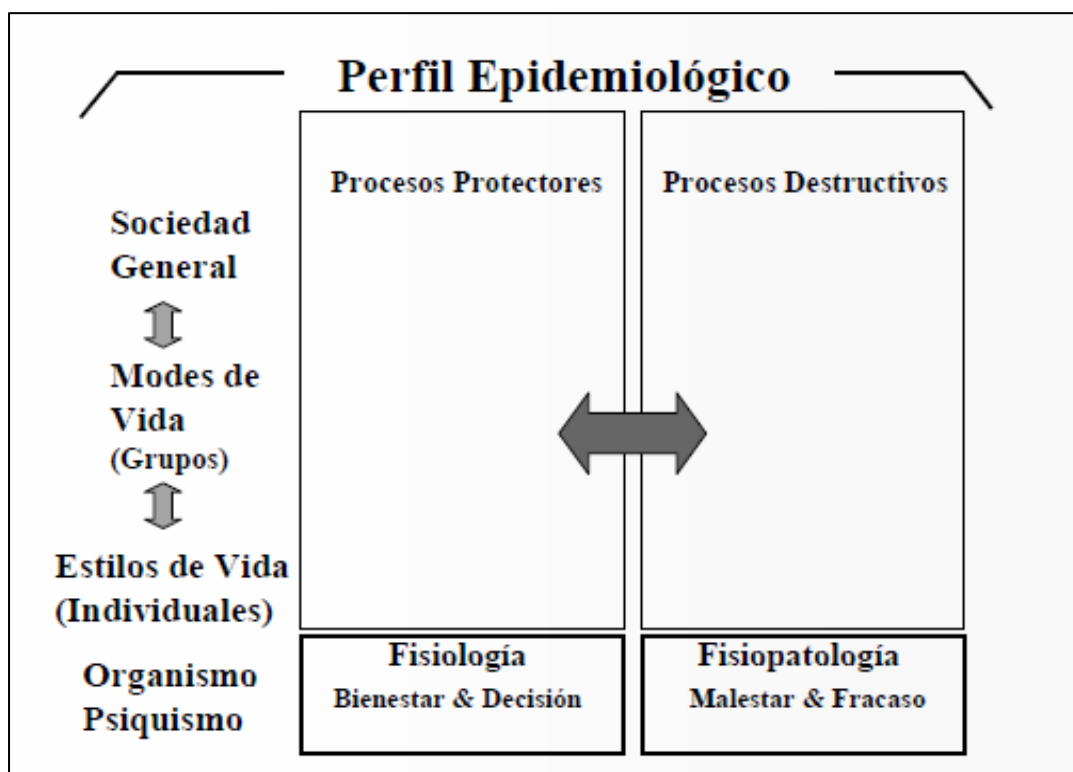 Perfil Epidemiológico
Procesos Protectores
Procesos Destructivos
Sociedad
General
Modes de
Vida
(Grupos)
Estilos de Vida
(Individuales)
Organismo
Psiquismo
Fisiología
Bienestar & Decisión
Fisiopatología
Malestar & Fracaso